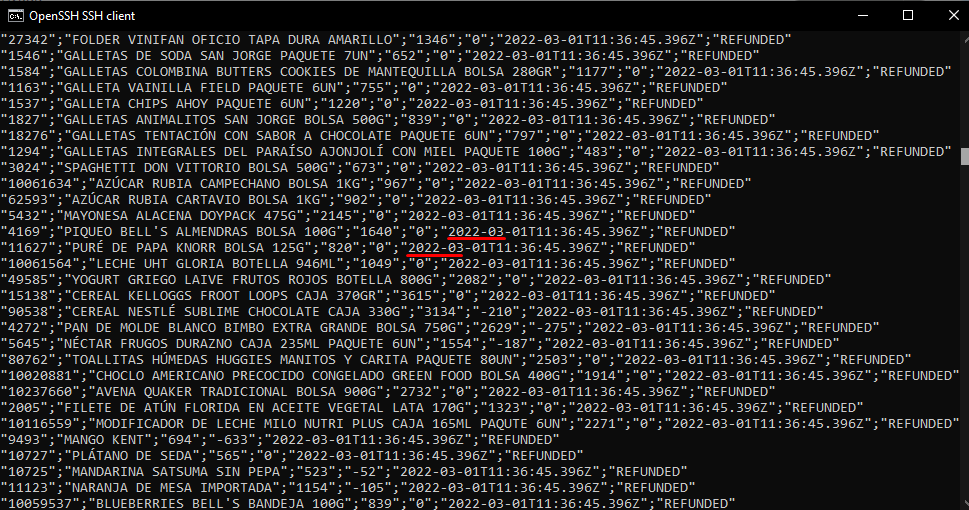 OpenSSH SSH client
"27342";"FOLDER VINIFAN OFICIO TAPA DURA AMARILLO";"1346";"0";"2022-03-01T11:36:45.396Z";"REFUNDED"
"1546";"GALLETAS DE SODA SAN JORGE PAQUETE 7UN";"652";"0";"2022-03-01T11:36:45.396Z";"REFUNDED"
"1584";"GALLETAS COLOMBINA BUTTERS COOKIES DE MANTEQUILLA BOLSA 280GR";"1177";"0";"2022-03-01T11:36:45.396Z";"REFUNDED"
"1163";"GALLETA VAINILLA FIELD PAQUETE 6UN";"755";"0";"2022-03-01T11:36:45.396Z";"REFUNDED"
"1537";"GALLETA CHIPS AHOY PAQUETE 6UN";"1220";"0";"2022-03-01T11:36:45.396Z";"REFUNDED"
"1827";"GALLETAS ANIMALITOS SAN JORGE BOLSA 500G";"839";"0";"2022-03-01T11:36:45.396Z";"REFUNDED"
"18276";"GALLETAS TENTACIÓN CON SABOR A CHOCOLATE PAQUETE 6UN";"797";"0";"2022-03-01T11:36:45.396Z";"REFUNDED"
"1294";"GALLETAS INTEGRALES DEL PARAÍSO AJONJOLÍ CON MIEL PAQUETE 100G";"483";"0";"2022-03-01T11:36:45.396Z";"REFUNDED"
"3024";"SPAGHETTI DON VITTORIO BOLSA 500G";"673";"0";"2022-03-01T11:36:45.396Z";"REFUNDED"
"10061634";"AZÚCAR RUBIA CAMPECHANO BOLSA 1KG";"967";"0";"2022-03-01T11:36:45.396Z";"REFUNDED"
"62593";"AZÚCAR RUBIA CARTAVIO BOLSA 1KG";"902";"0";"2022-03-01T11:36:45.396Z";"REFUNDED"
"5432";"MAYONESA ALACENA DOYPACK 475G";"2145";"0";"2022-03-01T11:36:45.396Z";"REFUNDED"
"4169";"PIQUEO BELL'S ALMENDRAS BOLSA 100G";"1640";"0";"2022-03-01T11:36:45.396Z";"REFUNDED"
"11627";"PURÉ DE PAPA KNORR BOLSA 125G";"820";"0";"2022-03-01T11:36:45.396Z";"REFUNDED"
"10061564";"LECHE UHT GLORIA BOTELLA 946ML";"1049";"0";"2022-03-01T11:36:45.396Z";"REFUNDED"
"49585";"YOGURT GRIEGO LAIVE FRUTOS ROJOS BOTELLA 800G";"2082";"0";"2022-03-01T11:36:45.396Z";"REFUNDED"
"15138";"CEREAL KELLOGGS FROOT LOOPS CAJA 370GR";"3615";"0";"2022-03-01T11:36:45.396Z";"REFUNDED"
"90538";"CEREAL NESTLÉ SUBLIME CHOCOLATE CAJA 330G";"3134";"-210";"2022-03-01T11:36:45.396Z";"REFUNDED"
"4272";"PAN DE MOLDE BLANCO BIMBO EXTRA GRANDE BOLSA 750G";"2629";"-275";"2022-03-01T11:36:45.396Z";"REFUNDED"
"5645";"NÉCTAR FRUGOS DURAZNO CAJA 235ML PAQUETE 6UN";"1554";"-187";"2022-03-01T11:36:45.396Z";"REFUNDED"
"80762";"TOALLITAS HÚMEDAS HUGGIES MANITOS Y CARITA PAQUETE 80UN";"2503";"0";"2022-03-01T11:36:45.396Z";"REFUNDED"
"10020881";"CHOCLO AMERICANO PRECOCIDO CONGELADO GREEN FOOD BOLSA 400G";"1914";"0";"2022-03-01T11:36:45.396Z";"REFUNDED"
"10237660";"AVENA QUAKER TRADICIONAL BOLSA 900G";"2732";"0";"2022-03-01T11:36:45.396Z";"REFUNDED"
"2005";"FILETE DE ATÚN FLORIDA EN ACEITE VEGETAL LATA 170G";"1323";"0";"2022-03-01T11:36:45.396Z";"REFUNDED"
"10116559";"MODIFICADOR DE LECHE MILO NUTRI PLUS CAJA 165ML PAQUTE 6UN";"2271";"0";"2022-03-01T11:36:45.396Z";"REFUNDED"
"9493";"MANGO KENT";"694";"-633";"2022-03-01T11:36:45.396Z";"REFUNDED"
"10727";"PLÁTANO DE SEDA";"565";"0";"2022-03-01T11:36:45.396Z";"REFUNDED"
"10725";"MANDARINA SATSUMA SIN PEPA";"523";"-52";"2022-03-01T11:36:45.396Z";"REFUNDED"
"11123";"NARANJA DE MESA IMPORTADA";"1154";"-105";"2022-03-01T11:36:45.396Z";"REFUNDED"
"10059537";"BLUEBERRIES BELL'S BANDEJA 100G";"839";"0";"2022-03-01T11:36:45.396Z";"REFUNDED"